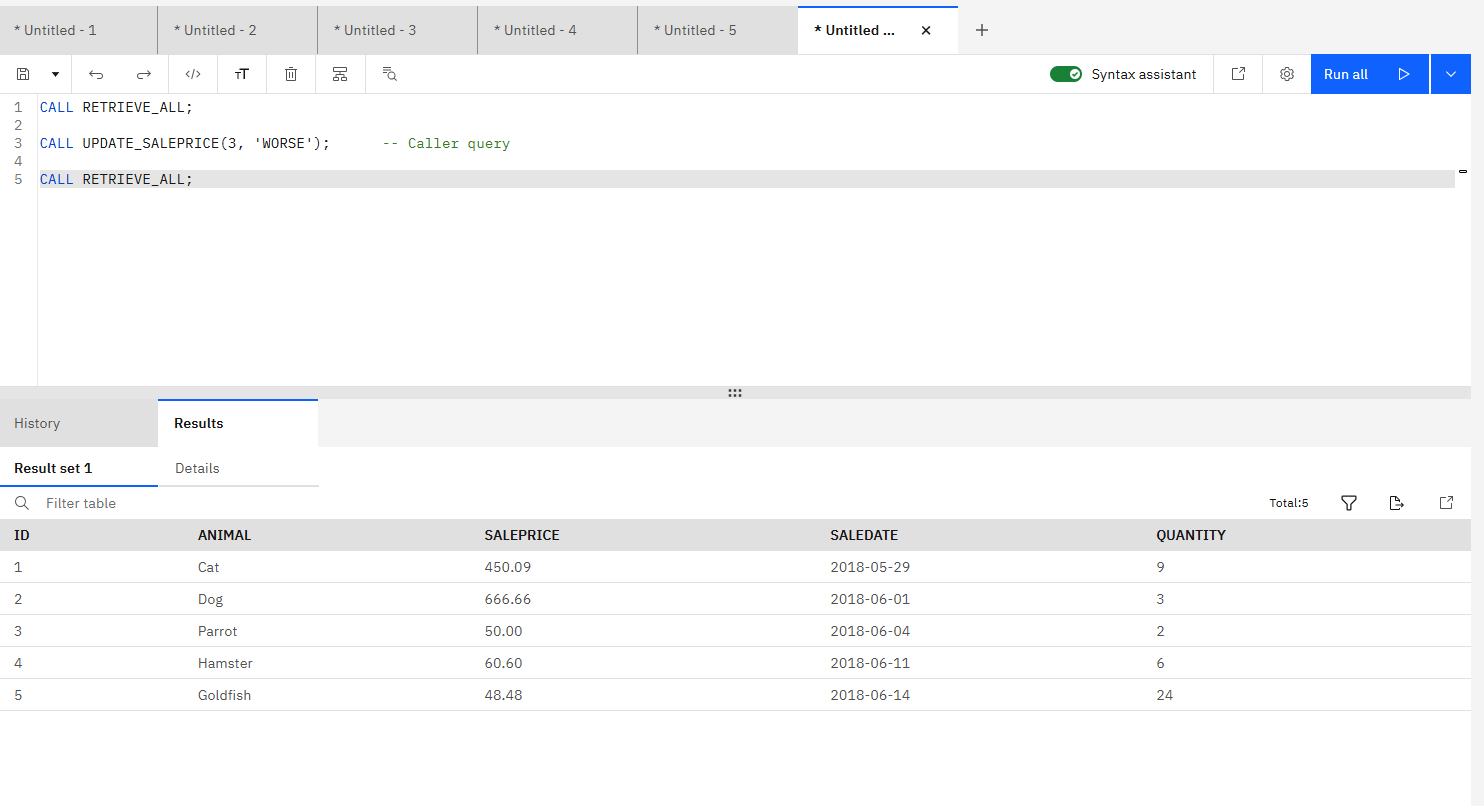 * Untitled - 1 * Untitled - 2 * Untitled - 3 * Untitled - 4 * Untitled - 5 * Untitled ...
Syntax assistant Run all
1 CALL RETRIEVE_ALL;
2
3 CALL UPDATE_SALEPRICE(3, 'WORSE'); -- Caller query
4
5 CALL RETRIEVE_ALL;
History Results
Result set 1 Details
Filter table Total:5
ID ANIMAL SALEPRICE SALEDATE QUANTITY
1 Cat 450.09 2018-05-29 9
2 Dog 666.66 2018-06-01 3
3 Parrot 50.00 2018-06-04 2
4 Hamster 60.60 2018-06-11 6
5 Goldfish 48.48 2018-06-14 24